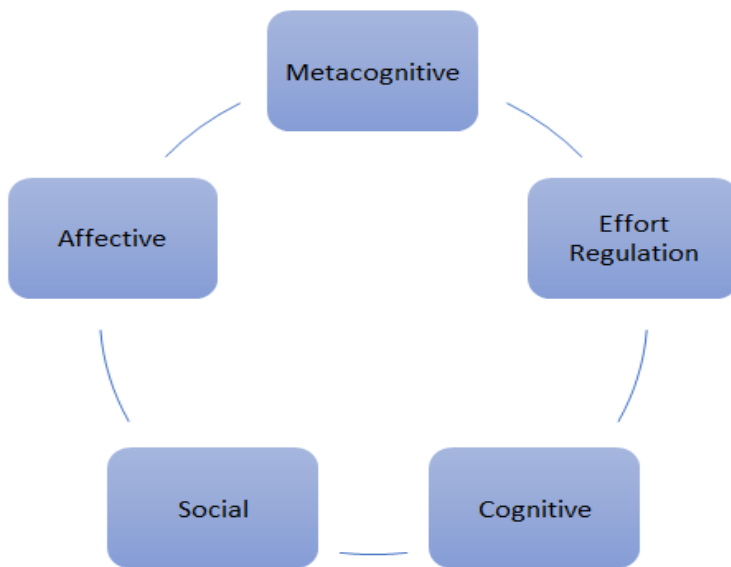 Metacognitive
Affective
Effort
Regulation
Social
Cognitive